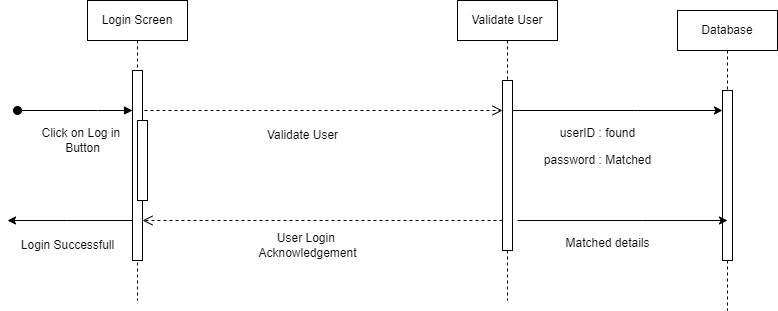 Login Screen
Validate User
Database
Click on Log in
Button
Validate User
userID : found
password : Matched
Login Successfull
User Login
Acknowledgement
Matched details